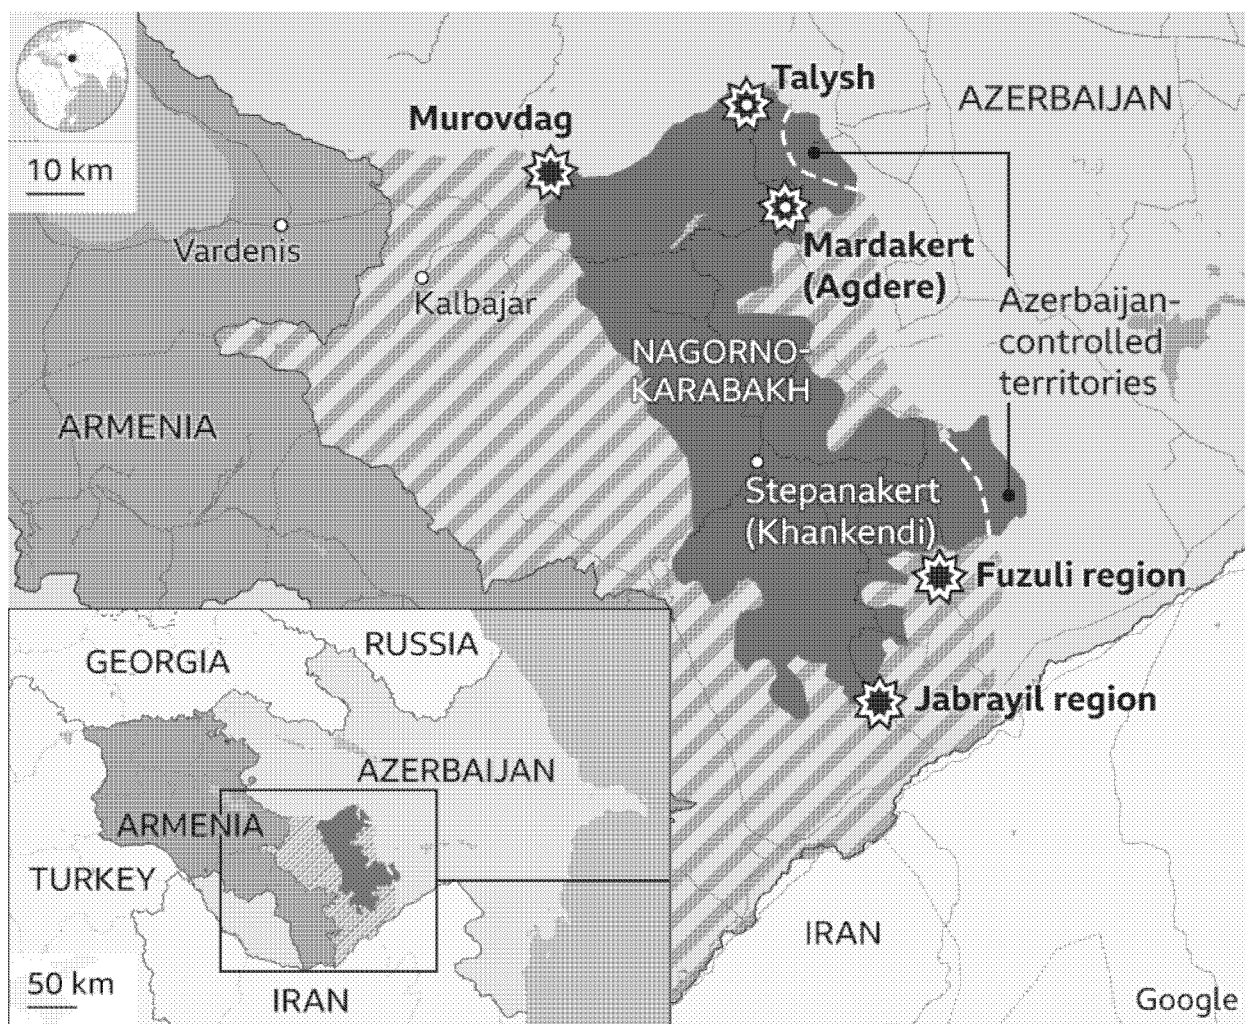 Talysh
AZERBAIJAN
Murovdag
10 km
Vardenis
Kalbajar
Mardakert
(Agdere)
Azerbaijan-
controlled
territories
NAGORNO-
KARABAKH
ARMENIA
Stepanakert
(Khankendi)
Fuzuli region
Jabrayil region
IRAN
Google
RUSSIA
GEORGIA
AZERBAIJAN
ARMENIA
TURKEY
IRAN
50 km